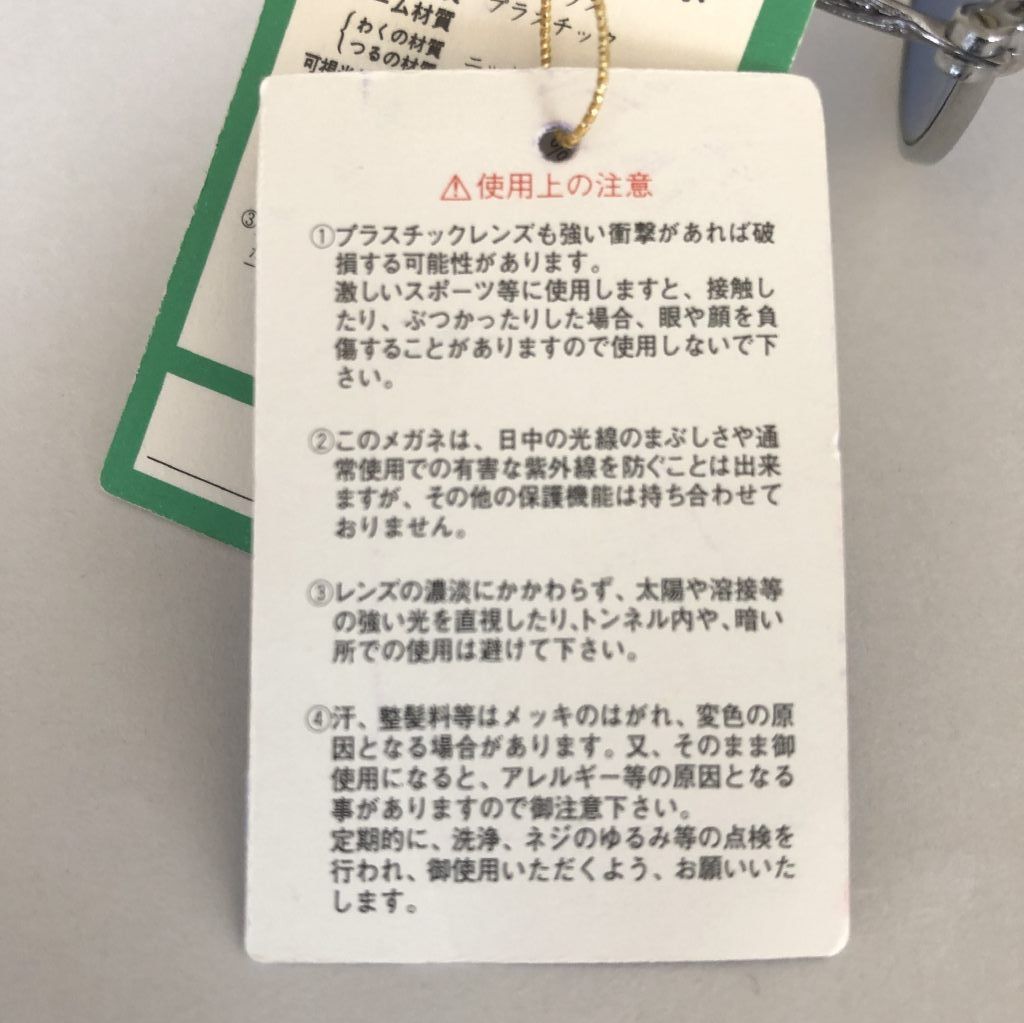 ム材質
プラスチック
わくの材質
つるの材質
ニッ
可視光
③
⚠使用上の注意
①プラスチックレンズも強い衝撃があれば破
損する可能性があります。
激しいスポーツ等に使用しますと、接触し
たり、ぶつかったりした場合、眼や顔を負
傷することがありますので使用しないで下
さい。
②このメガネは、日中の光線のまぶしさや通
常使用での有害な紫外線を防ぐことは出来
ますが、その他の保護機能は持ち合わせて
おりません。
③レンズの濃淡にかかわらず、太陽や溶接等
の強い光を直視したり、トンネル内や、暗い
所での使用は避けて下さい。
④汗、整髪料等はメッキのはがれ、変色の原
因となる場合があります。又、そのまま御
使用になると、アレルギー等の原因となる
事がありますので御注意下さい。
定期的に、洗浄、ネジのゆるみ等の点検を
行われ、御使用いただくよう、お願いいた
します。